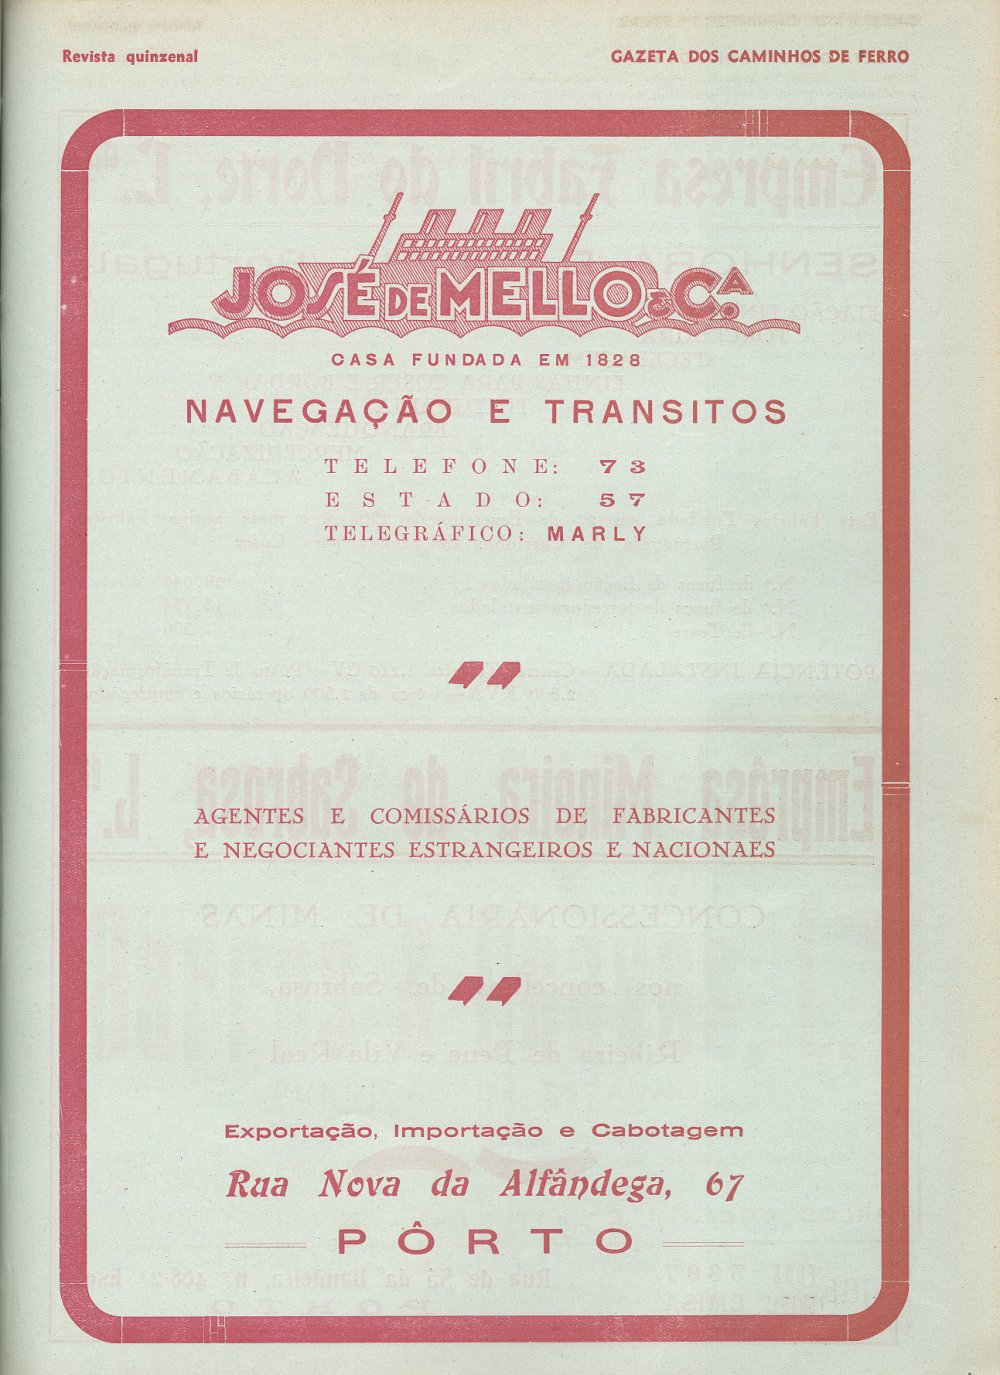 Revista quinzenal
GAZETA DOS CAMINHOS DE FERRO
JOSÉ DE MELLO & C.ᴬ
CASA FUNDADA EM 1828
NAVEGAÇÃO E TRANSITOS
TELEFONE: 73
ESTADO: 57
TELEGRÁFICO: MARLY
AGENTES E COMISSÁRIOS DE FABRICANTES
E NEGOCIANTES ESTRANGEIROS E NACIONAES
Exportação, Importação e Cabotagem
Rua Nova da Alfândega, 67
PÔRTO